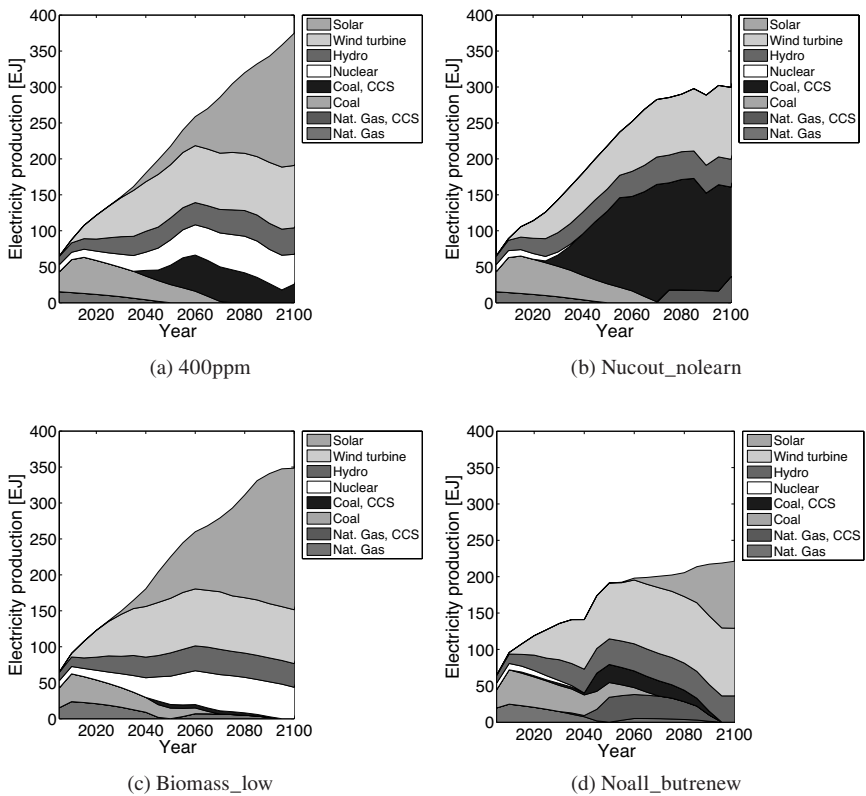 400
350
300
250
200
150
100
50
0
Electricity production [EJ]
2020 2040 2060 2080 2100
Year
Solar
Wind turbine
Hydro
Nuclear
Coal, CCS
Coal
Nat. Gas, CCS
Nat. Gas
(a) 400ppm
400
350
300
250
200
150
100
50
0
Electricity production [EJ]
2020 2040 2060 2080 2100
Year
Solar
Wind turbine
Hydro
Nuclear
Coal, CCS
Coal
Nat. Gas, CCS
Nat. Gas
(b) Nucout_nolearn
400
350
300
250
200
150
100
50
0
Electricity production [EJ]
2020 2040 2060 2080 2100
Year
Solar
Wind turbine
Hydro
Nuclear
Coal, CCS
Coal
Nat. Gas, CCS
Nat. Gas
(c) Biomass_low
400
350
300
250
200
150
100
50
0
Electricity production [EJ]
2020 2040 2060 2080 2100
Year
Solar
Wind turbine
Hydro
Nuclear
Coal, CCS
Coal
Nat. Gas, CCS
Nat. Gas
(d) Noall_butrenew